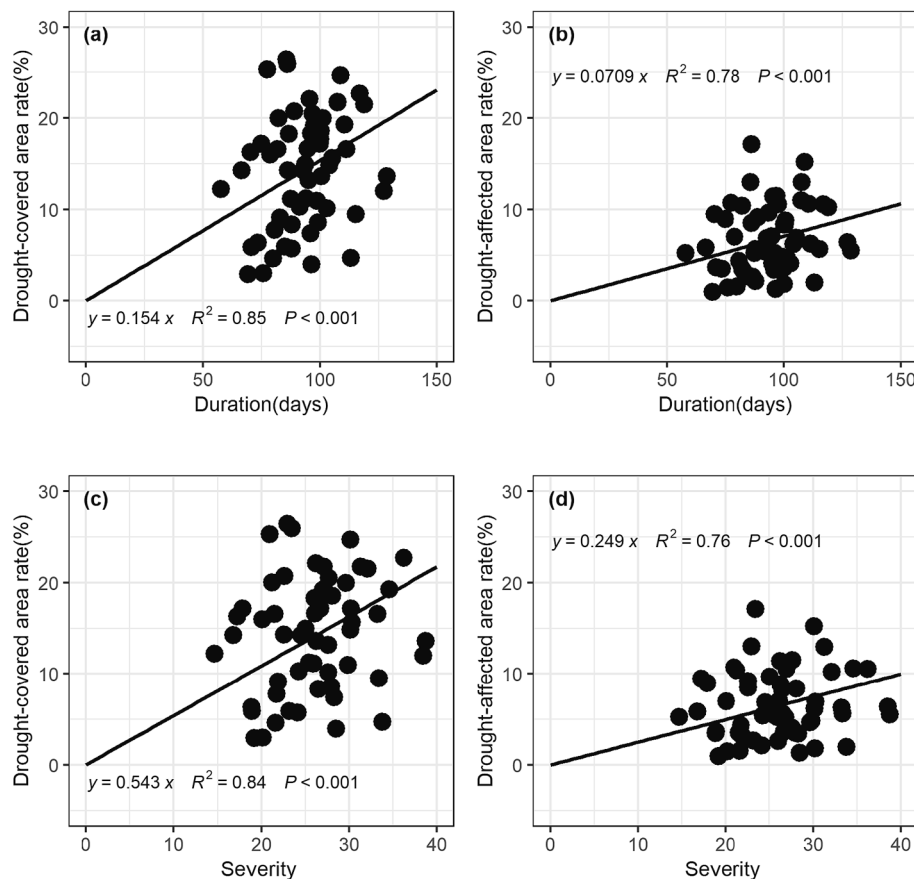 (a)
Drought-covered area rate(%)
30
20
10
0
y = 0.154 x R² = 0.85 P < 0.001
0 50 100 150
Duration(days)
(b)
Drought-affected area rate(%)
30
y = 0.0709 x R² = 0.78 P < 0.001
20
10
0
0 50 100 150
Duration(days)
(c)
Drought-covered area rate(%)
30
20
10
0
y = 0.543 x R² = 0.84 P < 0.001
0 10 20 30 40
Severity
(d)
Drought-affected area rate(%)
30
y = 0.249 x R² = 0.76 P < 0.001
20
10
0
0 10 20 30 40
Severity